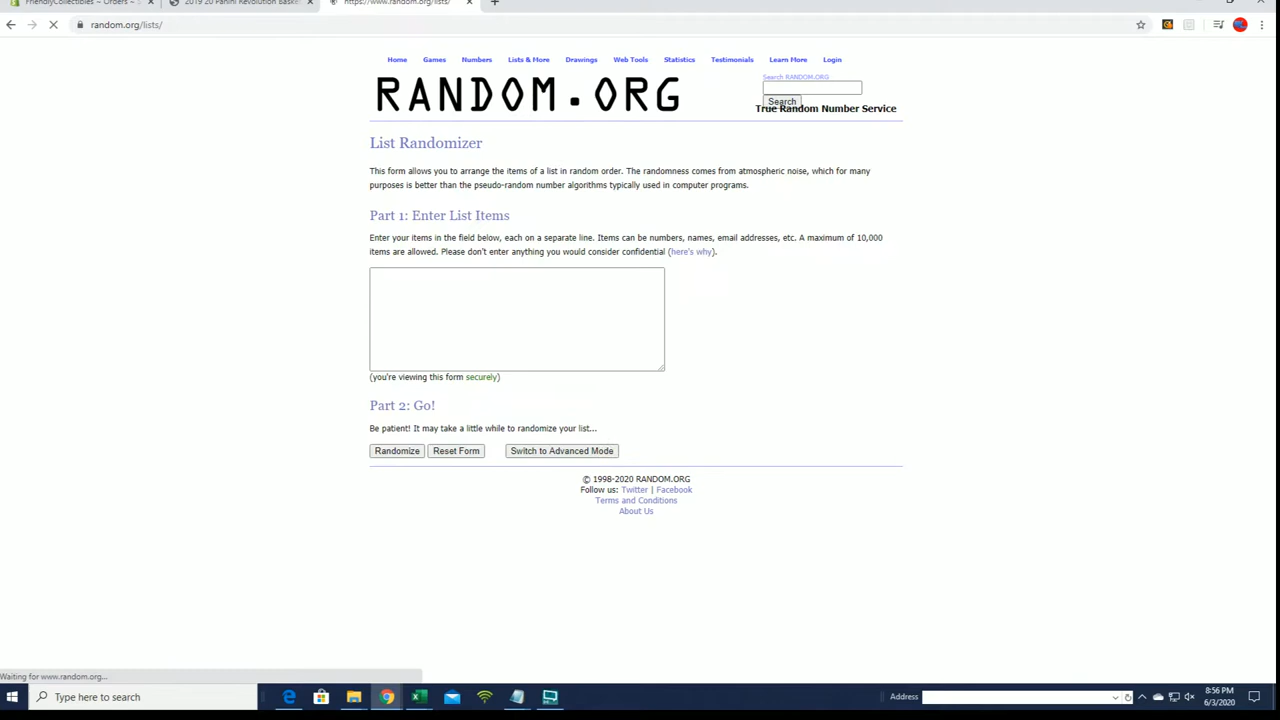 FriendlyCollectibles ~ Orders ~
2019 20 Panini Revolution Baske
https://www.random.org/lists/
random.org/lists/
Home Games Numbers Lists & More Drawings Web Tools Statistics Testimonials Learn More Login
Search RANDOM.ORG
RANDOM.ORG
Search
True Random Number Service
List Randomizer
This form allows you to arrange the items of a list in random order. The randomness comes from atmospheric noise, which for many
purposes is better than the pseudo-random number algorithms typically used in computer programs.
Part 1: Enter List Items
Enter your items in the field below, each on a separate line. Items can be numbers, names, email addresses, etc. A maximum of 10,000
items are allowed. Please don't enter anything you would consider confidential (here's why).
(you're viewing this form securely)
Part 2: Go!
Be patient! It may take a little while to randomize your list...
Randomize Reset Form Switch to Advanced Mode
© 1998-2020 RANDOM.ORG
Follow us: Twitter | Facebook
Terms and Conditions
About Us
Waiting for www.random.org...
Type here to search
Address
8:56 PM
6/3/2020